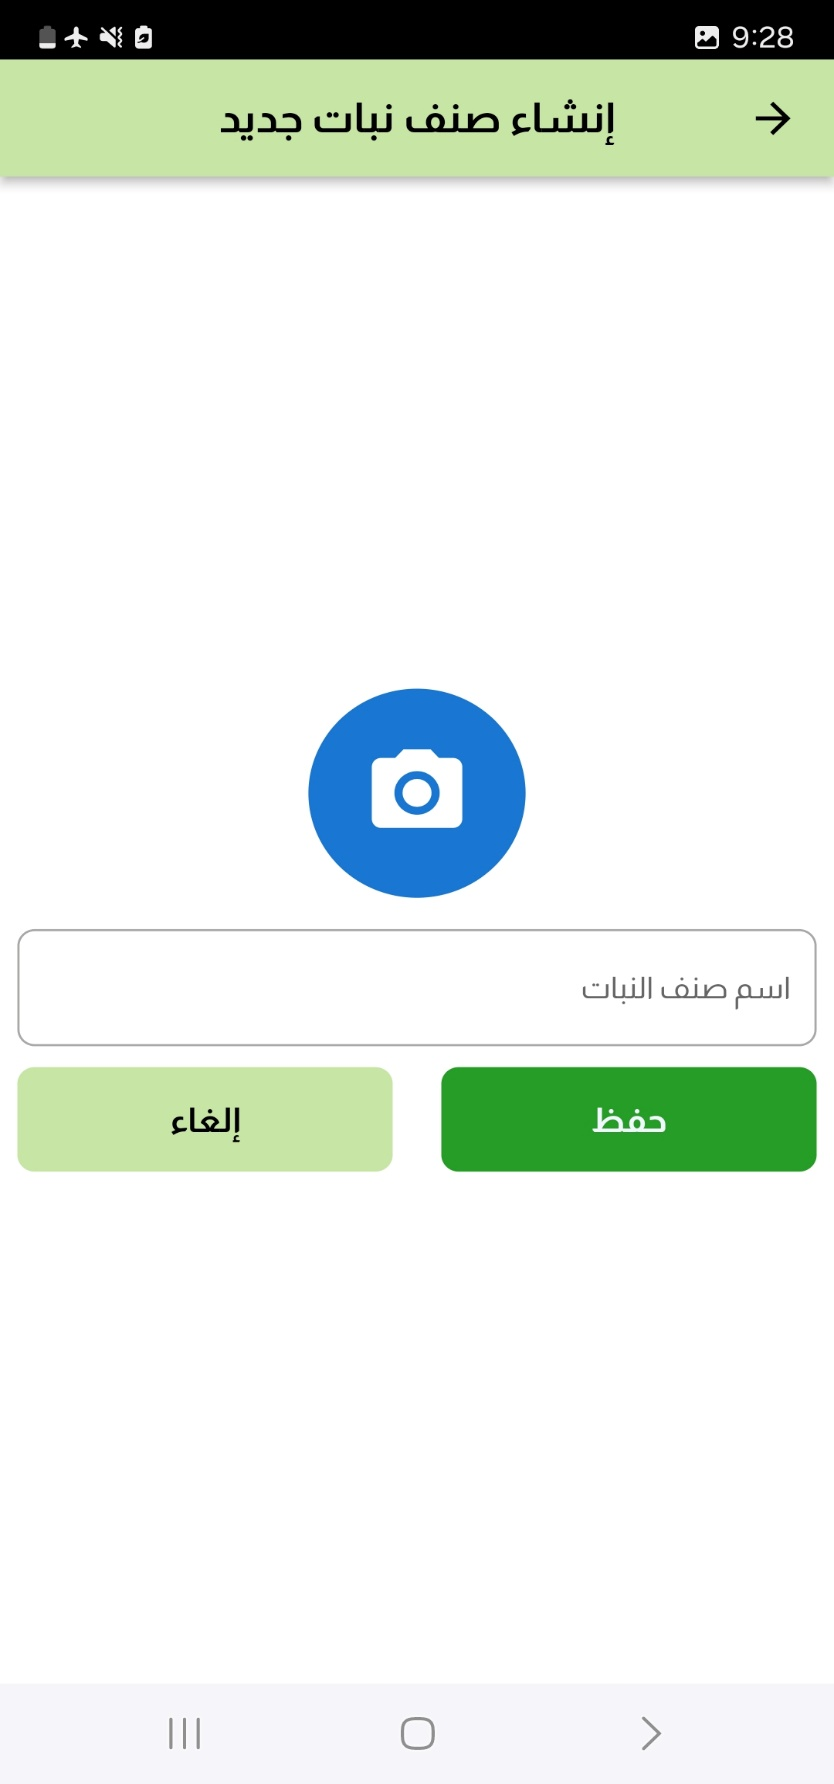 9:28
إنشاء صنف نبات جديد
اسم صنف النبات
حفظ
إلغاء